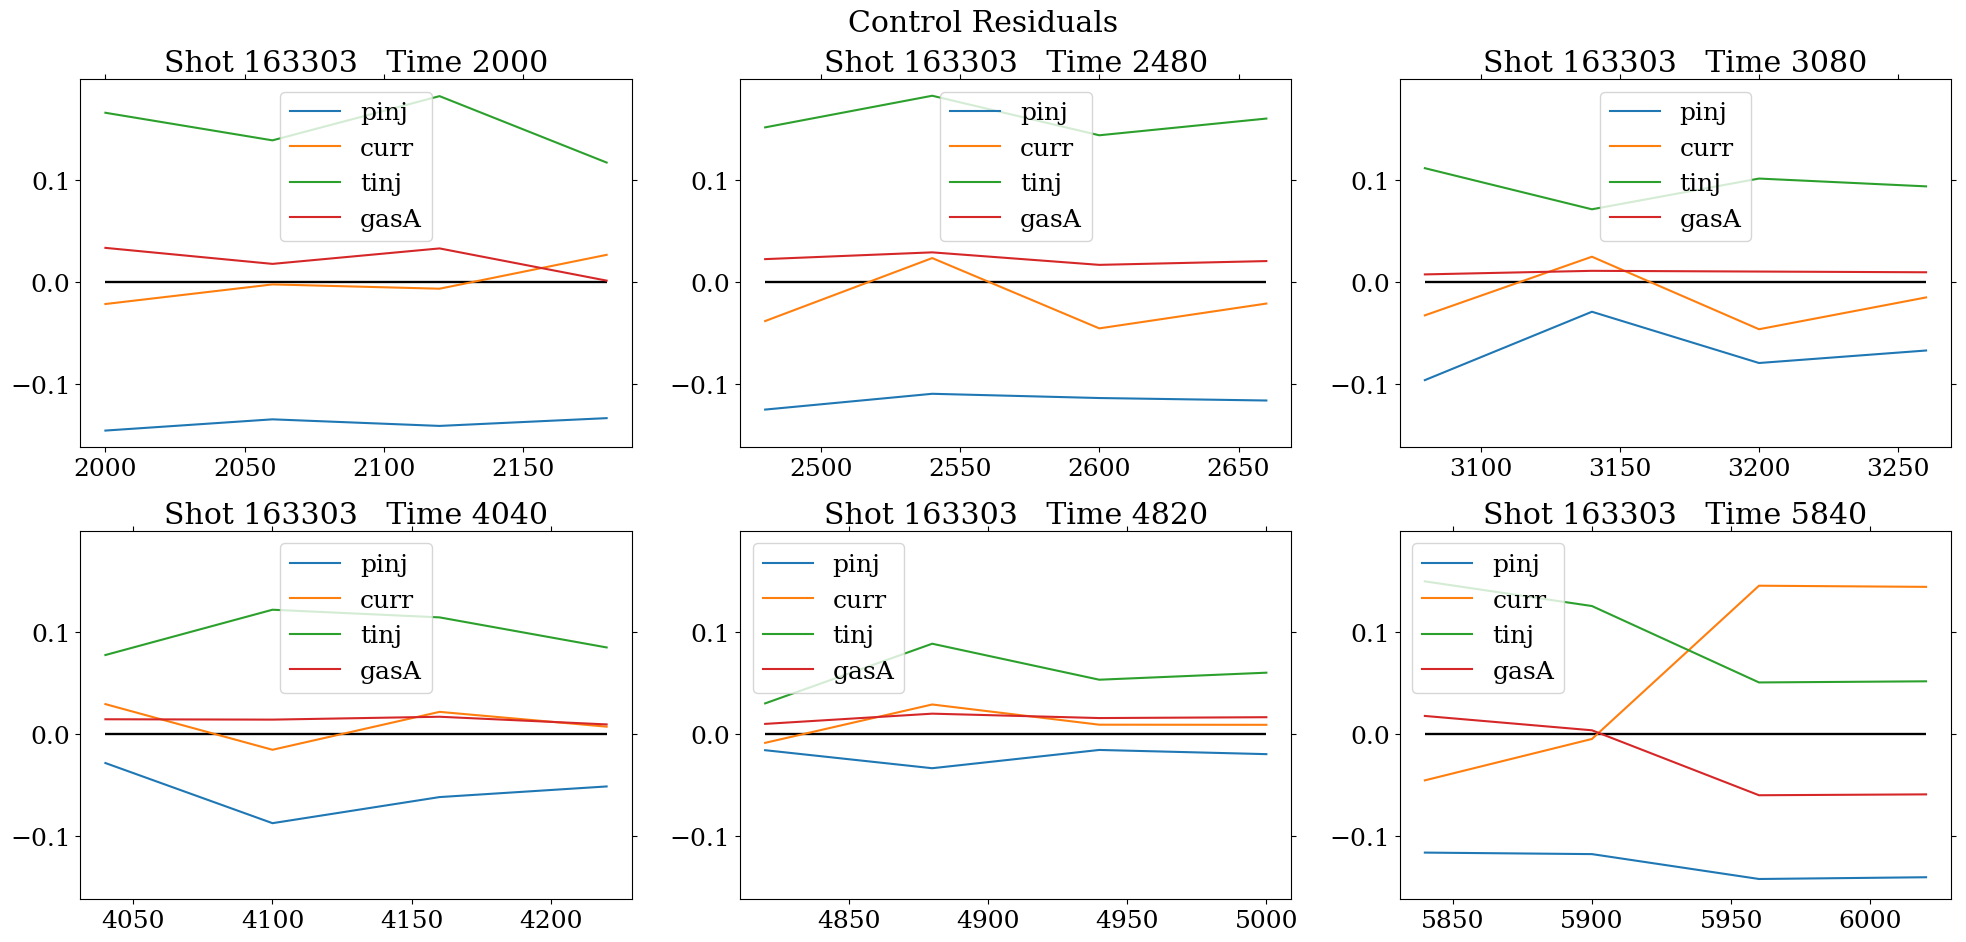 Control Residuals
Shot 163303   Time 2000
Shot 163303   Time 2480
Shot 163303   Time 3080
0.1
0.0
−0.1
pinj
curr
tinj
gasA
2000 2050 2100 2150
0.1
0.0
−0.1
pinj
curr
tinj
gasA
2500 2550 2600 2650
0.1
0.0
−0.1
pinj
curr
tinj
gasA
3100 3150 3200 3250
Shot 163303   Time 4040
Shot 163303   Time 4820
Shot 163303   Time 5840
0.1
0.0
−0.1
pinj
curr
tinj
gasA
4050 4100 4150 4200
0.1
0.0
−0.1
pinj
curr
tinj
gasA
4850 4900 4950 5000
0.1
0.0
−0.1
pinj
curr
tinj
gasA
5850 5900 5950 6000